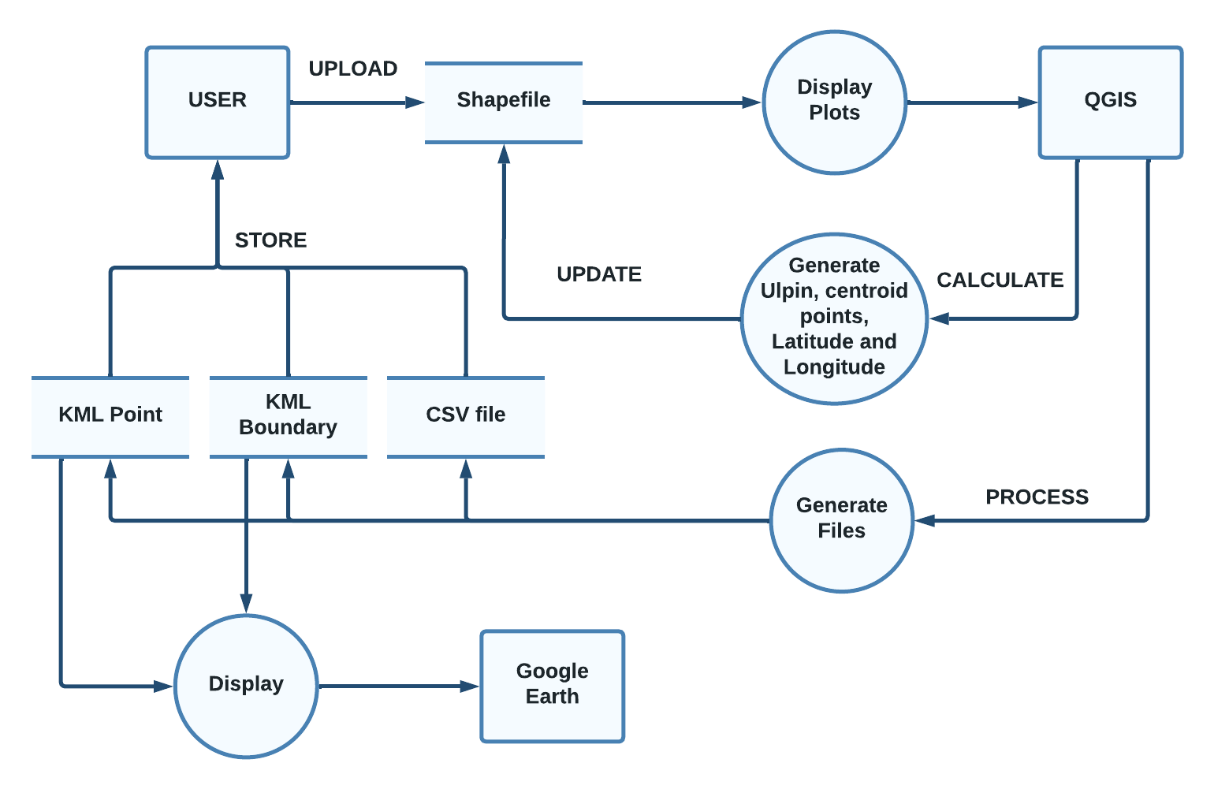 USER
UPLOAD
Shapefile
Display
Plots
QGIS
STORE
UPDATE
Generate
Ulpin, centroid
points,
Latitude and
Longitude
CALCULATE
KML Point
KML
Boundary
CSV file
Generate
Files
PROCESS
Display
Google
Earth